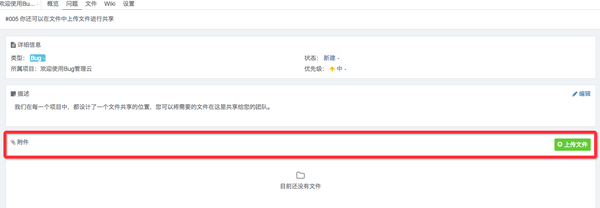 欢迎使用Bu... 概览 问题 文件 Wiki 设置
#005 你还可以在文件中上传文件进行共享
详细信息
类型： Bug 状态： 新建
所属项目：欢迎使用Bug管理云 优先级： 中
描述 编辑
我们在每一个项目中，都设计了一个文件共享的位置，您可以将需要的文件在这里共享给您的团队。
附件 上传文件
目前还没有文件